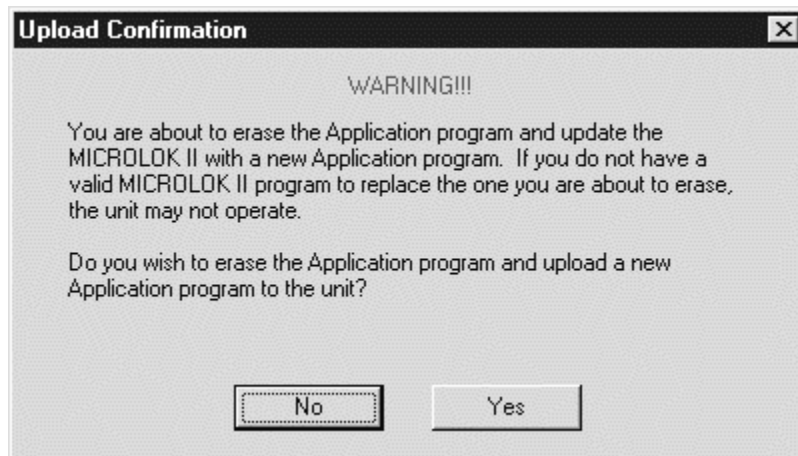 Upload Confirmation
WARNING!!!
You are about to erase the Application program and update the
MICROLOK II with a new Application program.  If you do not have a
valid MICROLOK II program to replace the one you are about to erase,
the unit may not operate.
Do you wish to erase the Application program and upload a new
Application program to the unit?
No Yes